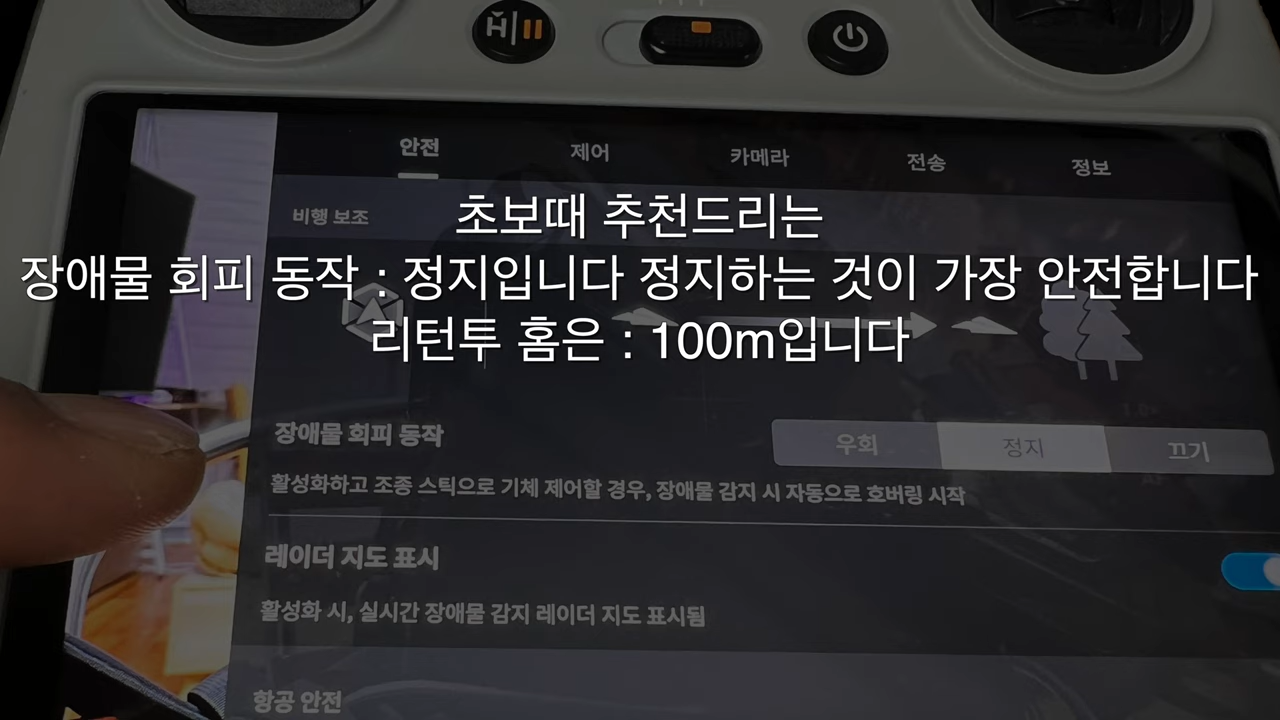 안전
제어
카메라
전송
정보
비행 보조
초보때 추천드리는
장애물 회피 동작 : 정지입니다 정지하는 것이 가장 안전합니다
리턴투 홈은 : 100m입니다
장애물 회피 동작
우회
정지
끄기
활성화하고 조종 스틱으로 기체 제어할 경우, 장애물 감지 시 자동으로 호버링 시작
레이더 지도 표시
활성화 시, 실시간 장애물 감지 레이더 지도 표시됨
항공 안전